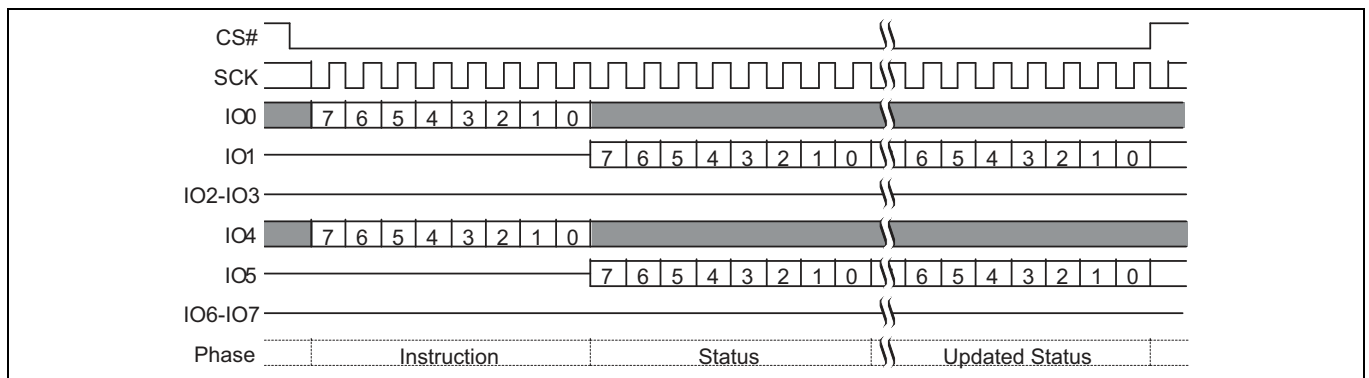 CS#
SCK
IO0 7 6 5 4 3 2 1 0
IO1 7 6 5 4 3 2 1 0 6 5 4 3 2 1 0
IO2-IO3
IO4 7 6 5 4 3 2 1 0
IO5 7 6 5 4 3 2 1 0 6 5 4 3 2 1 0
IO6-IO7
Phase Instruction Status Updated Status